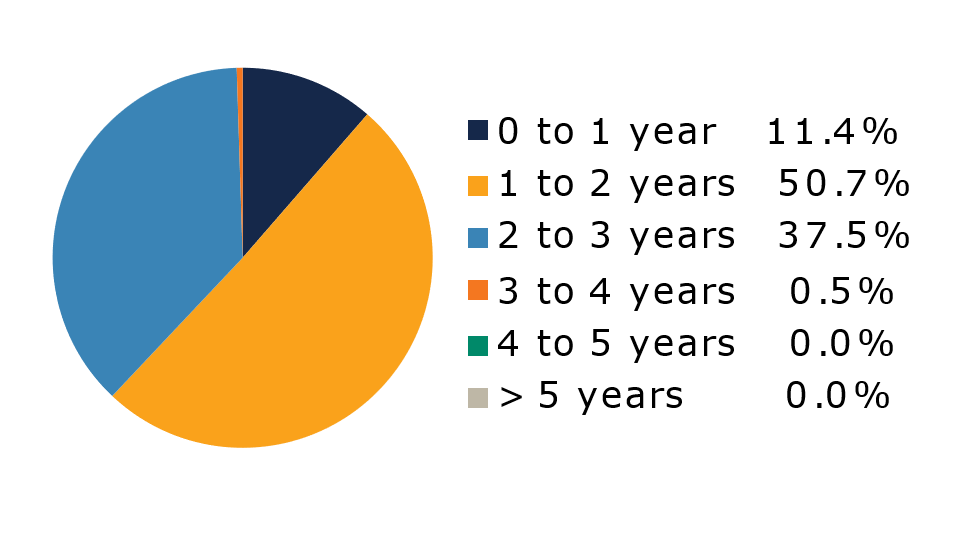 0 to 1 year 11.4%
1 to 2 years 50.7%
2 to 3 years 37.5%
3 to 4 years 0.5%
4 to 5 years 0.0%
> 5 years 0.0%